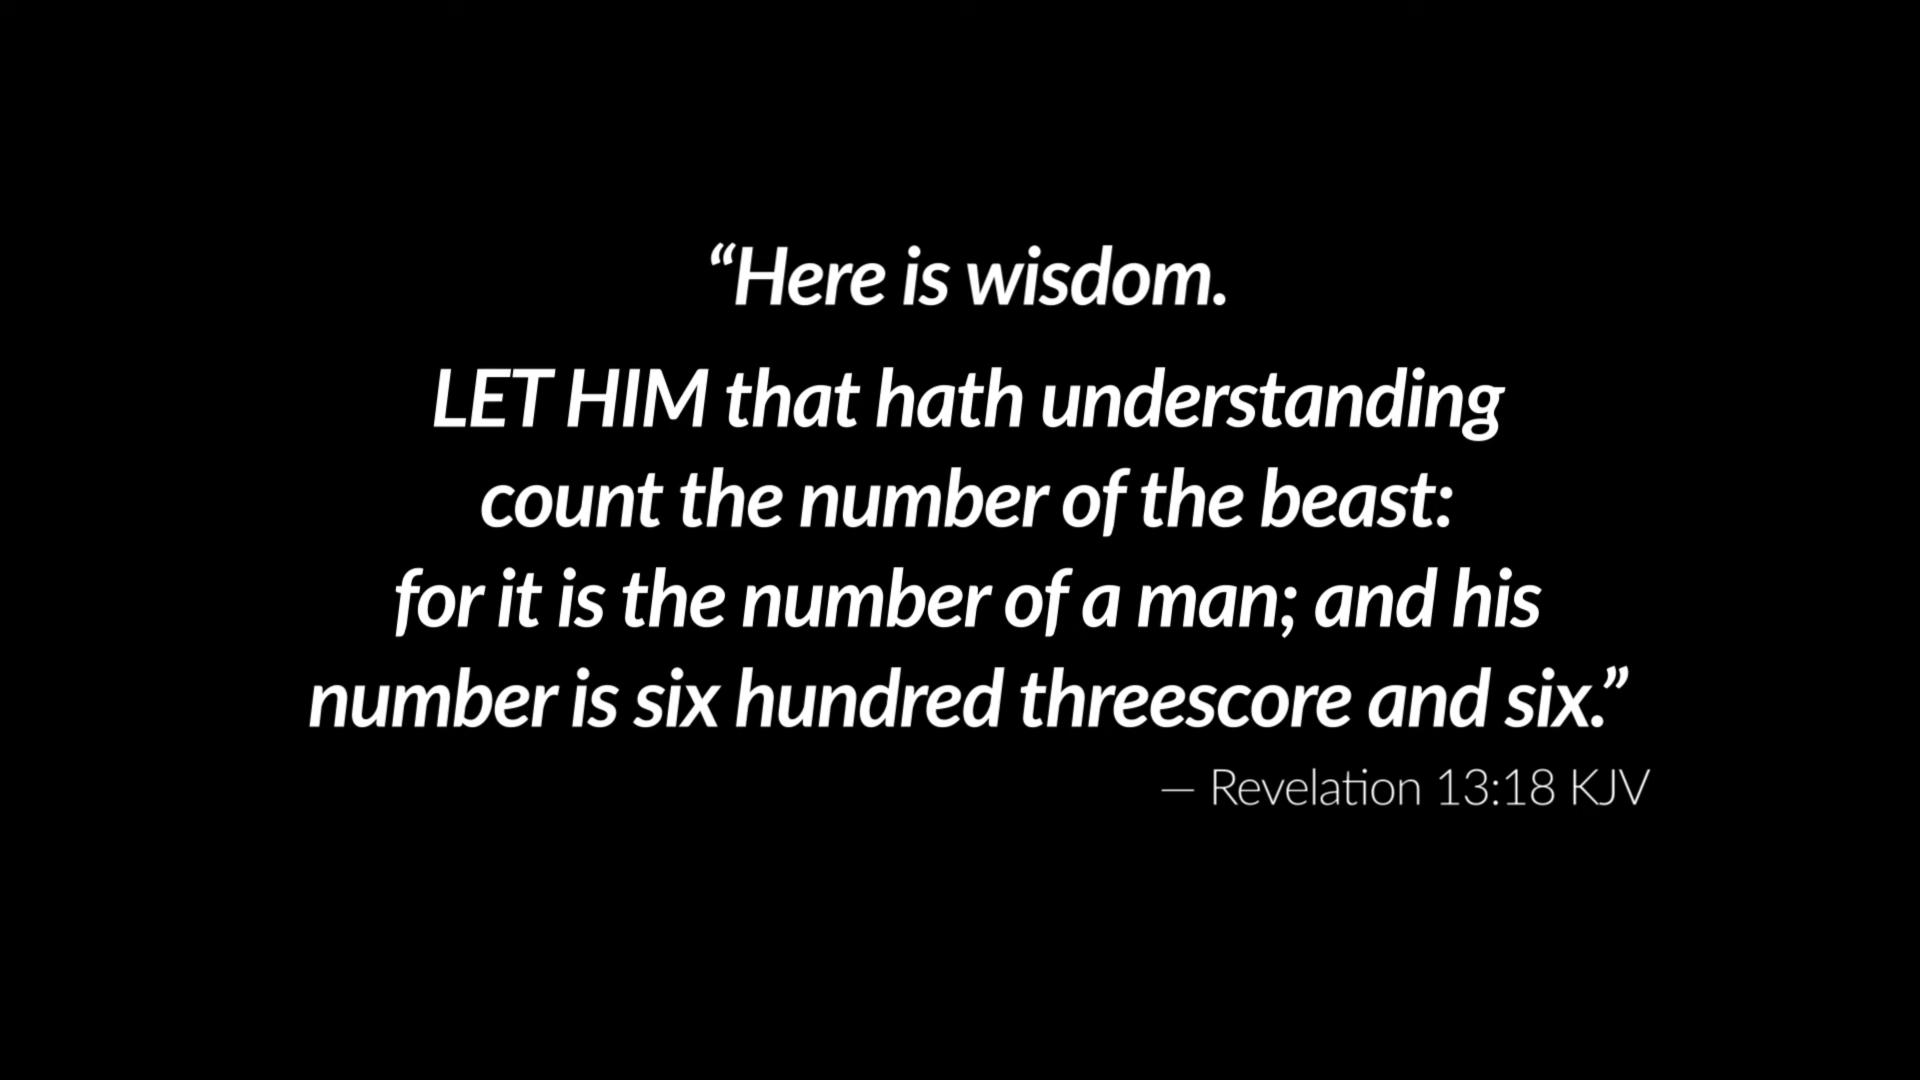 “Here is wisdom.
LET HIM that hath understanding
count the number of the beast:
for it is the number of a man; and his
number is six hundred threescore and six.”
— Revelation 13:18 KJV